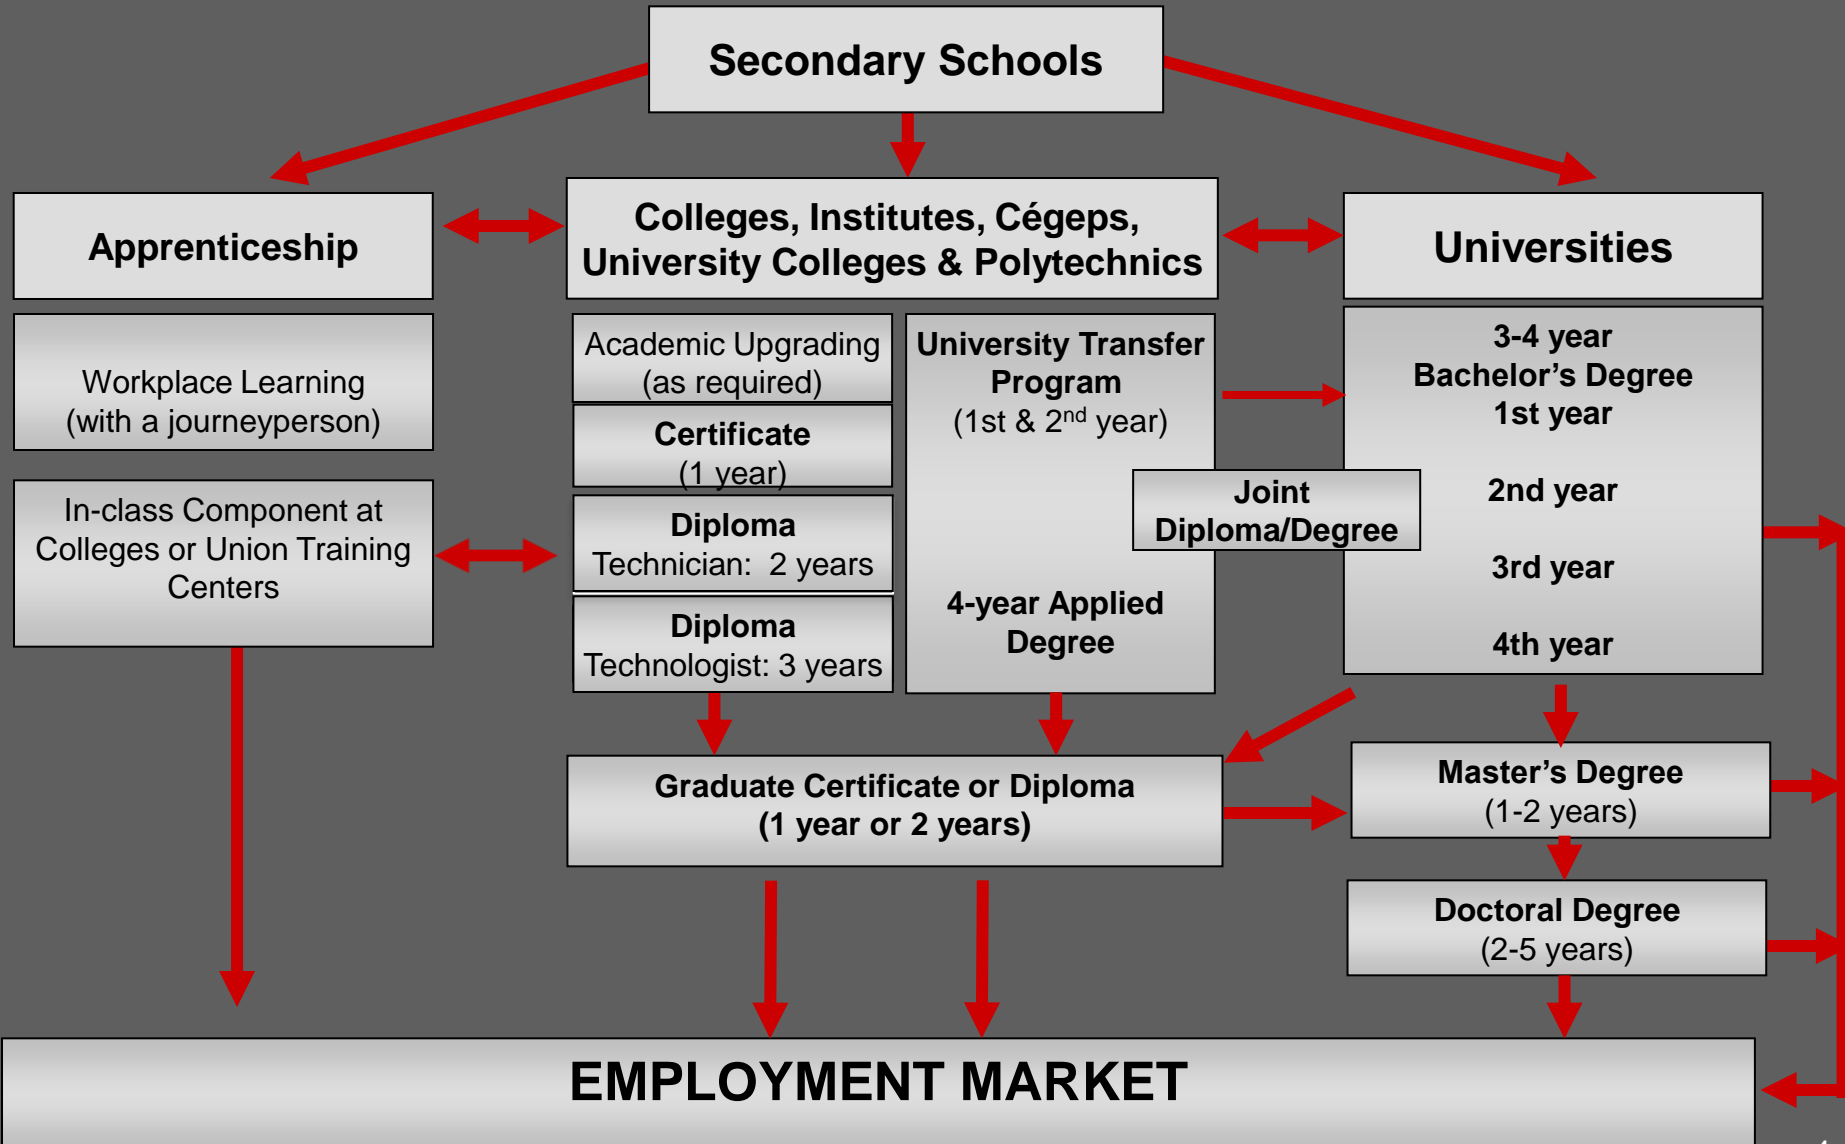 Secondary Schools
Apprenticeship
Colleges, Institutes, Cégeps,
University Colleges & Polytechnics
Universities
Workplace Learning
(with a journeyperson)
In-class Component at
Colleges or Union Training
Centers
Academic Upgrading
(as required)
Certificate
(1 year)
Diploma
Technician: 2 years
Diploma
Technologist: 3 years
University Transfer
Program
(1st & 2nd year)
4-year Applied
Degree
Joint
Diploma/Degree
3-4 year
Bachelor's Degree
1st year
2nd year
3rd year
4th year
Graduate Certificate or Diploma
(1 year or 2 years)
Master's Degree
(1-2 years)
Doctoral Degree
(2-5 years)
EMPLOYMENT MARKET